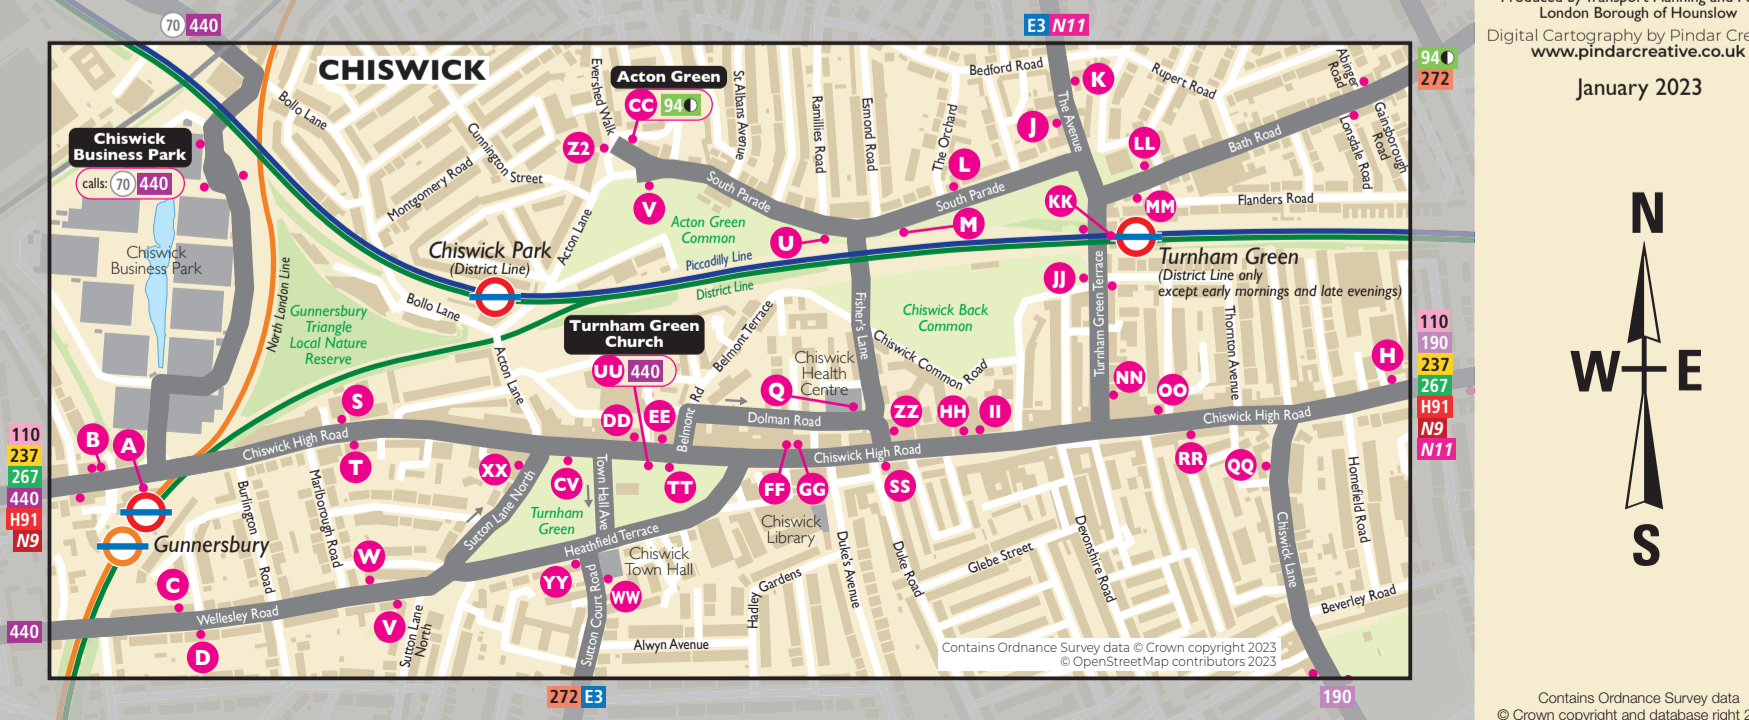 70 440
E3 N11
London Borough of Hounslow
Digital Cartography by Pindar Cre
www.pindarcreative.co.uk
January 2023
N
W E
S
CHISWICK
Acton Green
CC 94
Chiswick
Business Park
calls: 70 440
Bollo Lane
Evershed Walk
St Albans Avenue
Cunnington Street
Montgomery Road
Z2
V
South Parade
Ramillies Road
Esmond Road
The Orchard
Bedford Road
The Avenue
K
J
L
Rupert Road
LL
Bath Road
Abinger
Road
Gainsborough
Road
Lonsdale Road
94
272
South Parade
KK
MM
Flanders Road
M
U
Acton Green
Common
Acton Lane
Chiswick Park
(District Line)
Piccadilly Line
District Line
Chiswick
Business Park
North London Line
Gunnersbury
Triangle
Local Nature
Reserve
Bollo Lane
Turnham Green
(District Line only
except early mornings and late evenings)
JJ
Turnham Green Terrace
Chiswick Back
Common
Fisher's Lane
Chiswick Common Road
Thornton Avenue
Turnham Green
Church
UU 440
Belmont Terrace
Belmont Rd
Acton Lane
Chiswick
Health
Centre
Q
Dolman Road
DD
EE
ZZ
HH
II
NN
OO
H
110
190
237
267
H91
N9
N11
Chiswick High Road
Chiswick High Road
Chiswick High Road
S
T
B
A
110
237
267
440
H91
N9
XX
CV
TT
FF
GG
SS
RR
QQ
Town Hall Ave
Turnham
Green
Sutton Lane North
Heathfield Terrace
Chiswick
Library
Chiswick
Town Hall
Gunnersbury
Burlington
Road
Marlborough Road
W
C
YY
WW
Sutton Court Road
Hadley
Gardens
Duke's Avenue
Duke Road
Glebe Street
Devonshire Road
Chiswick Lane
Homefield Road
Beverley Road
440
Wellesley Road
V
D
Sutton Lane
North
Alwyn Avenue
Contains Ordnance Survey data © Crown copyright 2023
© OpenStreetMap contributors 2023
272 E3
190
Contains Ordnance Survey data
© Crown copyright and database right 2